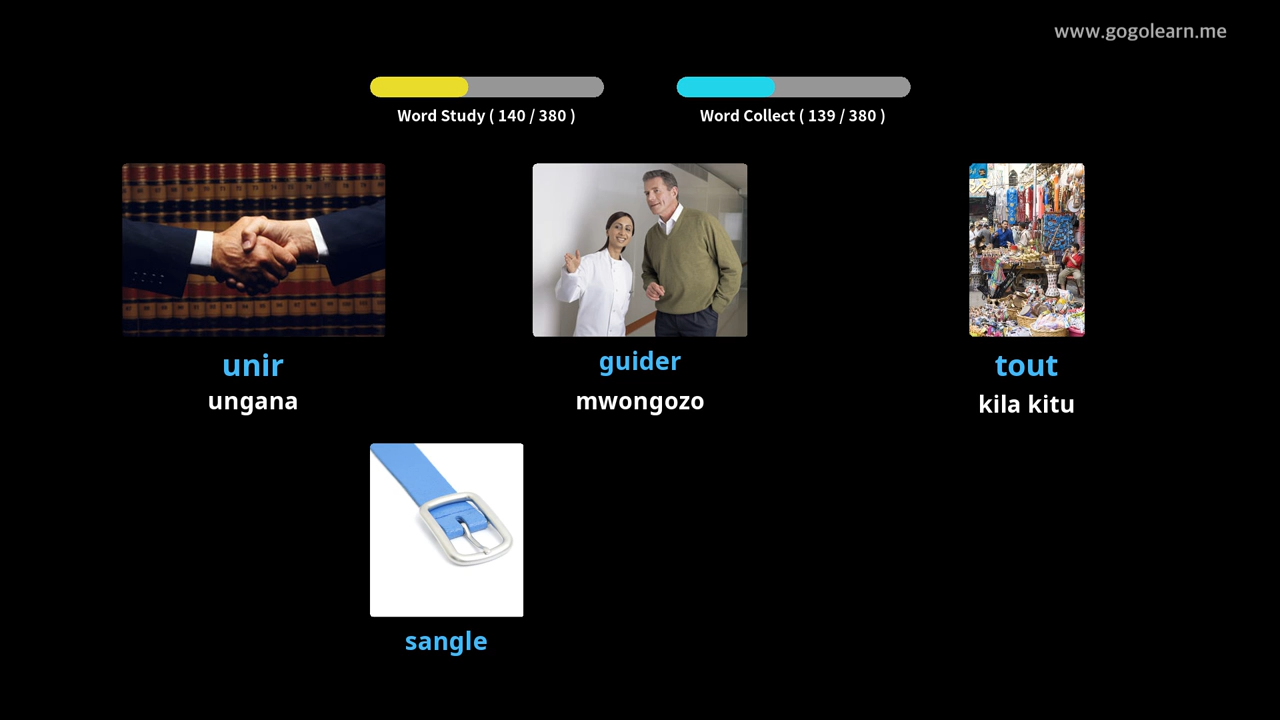 www.gogolearn.me
Word Study ( 140 / 380 )
Word Collect ( 139 / 380 )
unir
ungana
guider
mwongozo
tout
kila kitu
sangle